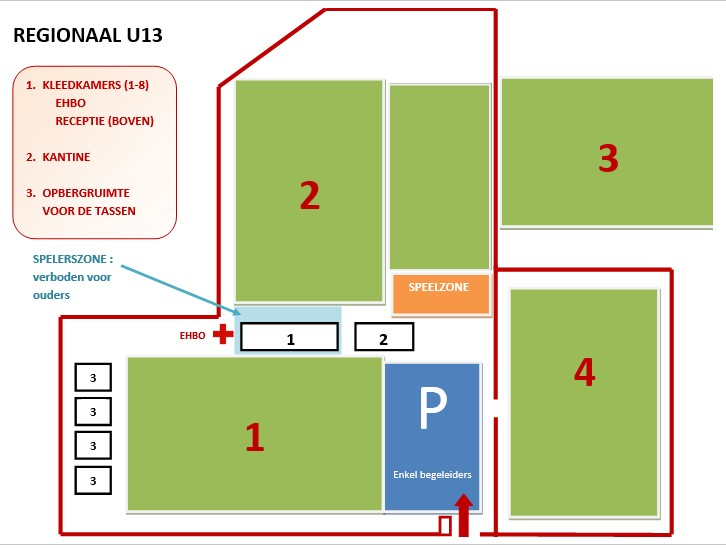 REGIONAAL U13
1. KLEEDKAMERS (1-8)
EHBO
RECEPTIE (BOVEN)
2. KANTINE
3. OPBERGRUIMTE
VOOR DE TASSEN
SPELERSZONE :
verboden voor
ouders
2
3
SPEELZONE
EHBO
1
2
3
3
3
3
1
P
Enkel begeleiders
4